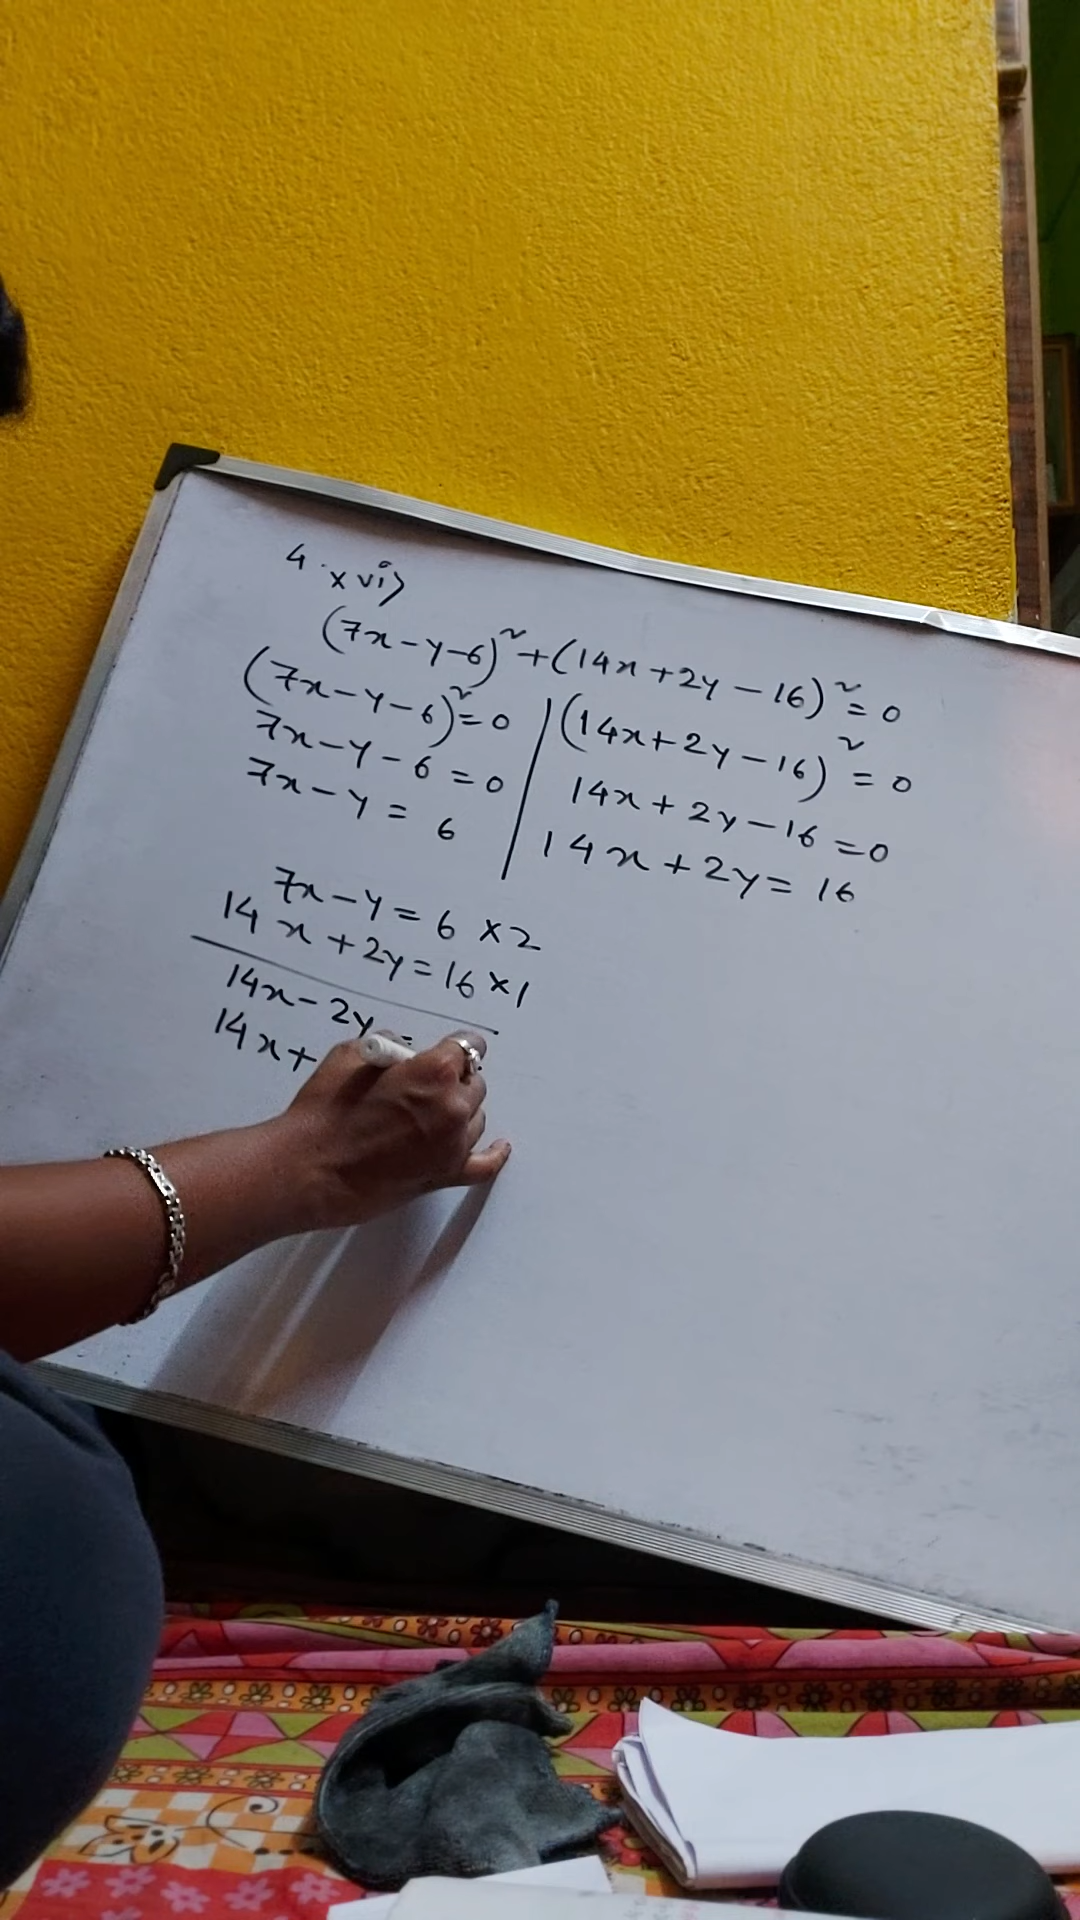 4. xvi>
(7x-y-6)² + (14x+2y-16)² = 0
(7x-y-6)² = 0 | (14x+2y-16)² = 0
7x-y-6 = 0 | 14x+2y-16 = 0
7x-y = 6 | 14x+2y = 16
7x-y = 6 ×2
14x+2y = 16 ×1
14x-2y =
14x+